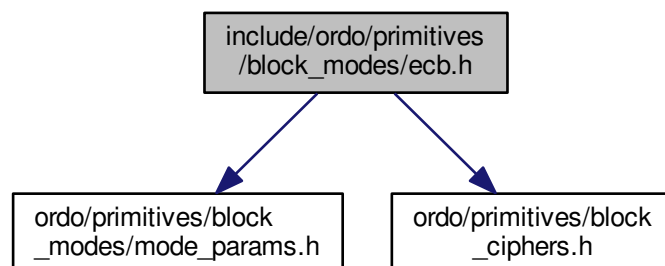 include/ordo/primitives
/block_modes/ecb.h
ordo/primitives/block
_modes/mode_params.h
ordo/primitives/block
_ciphers.h